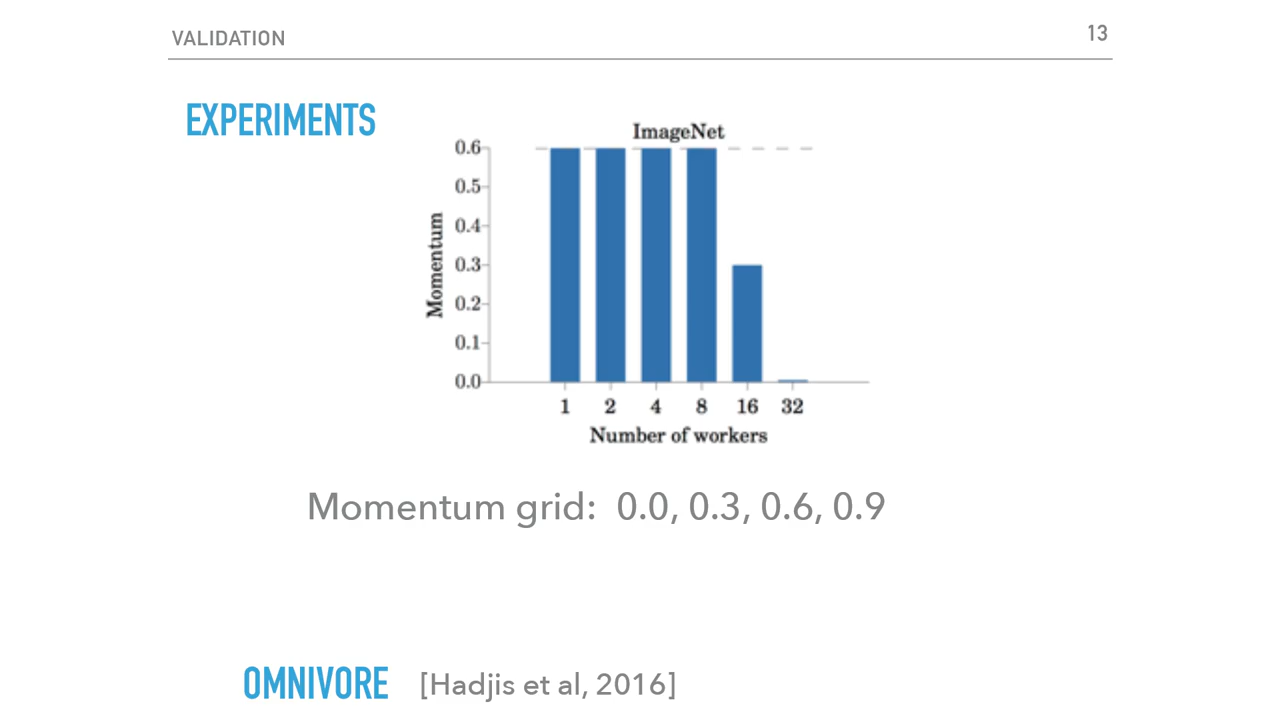 VALIDATION
13
EXPERIMENTS
ImageNet
0.6
0.5
0.4
0.3
0.2
0.1
0.0
Momentum
1 2 4 8 16 32
Number of workers
Momentum grid: 0.0, 0.3, 0.6, 0.9
OMNIVORE [Hadjis et al, 2016]